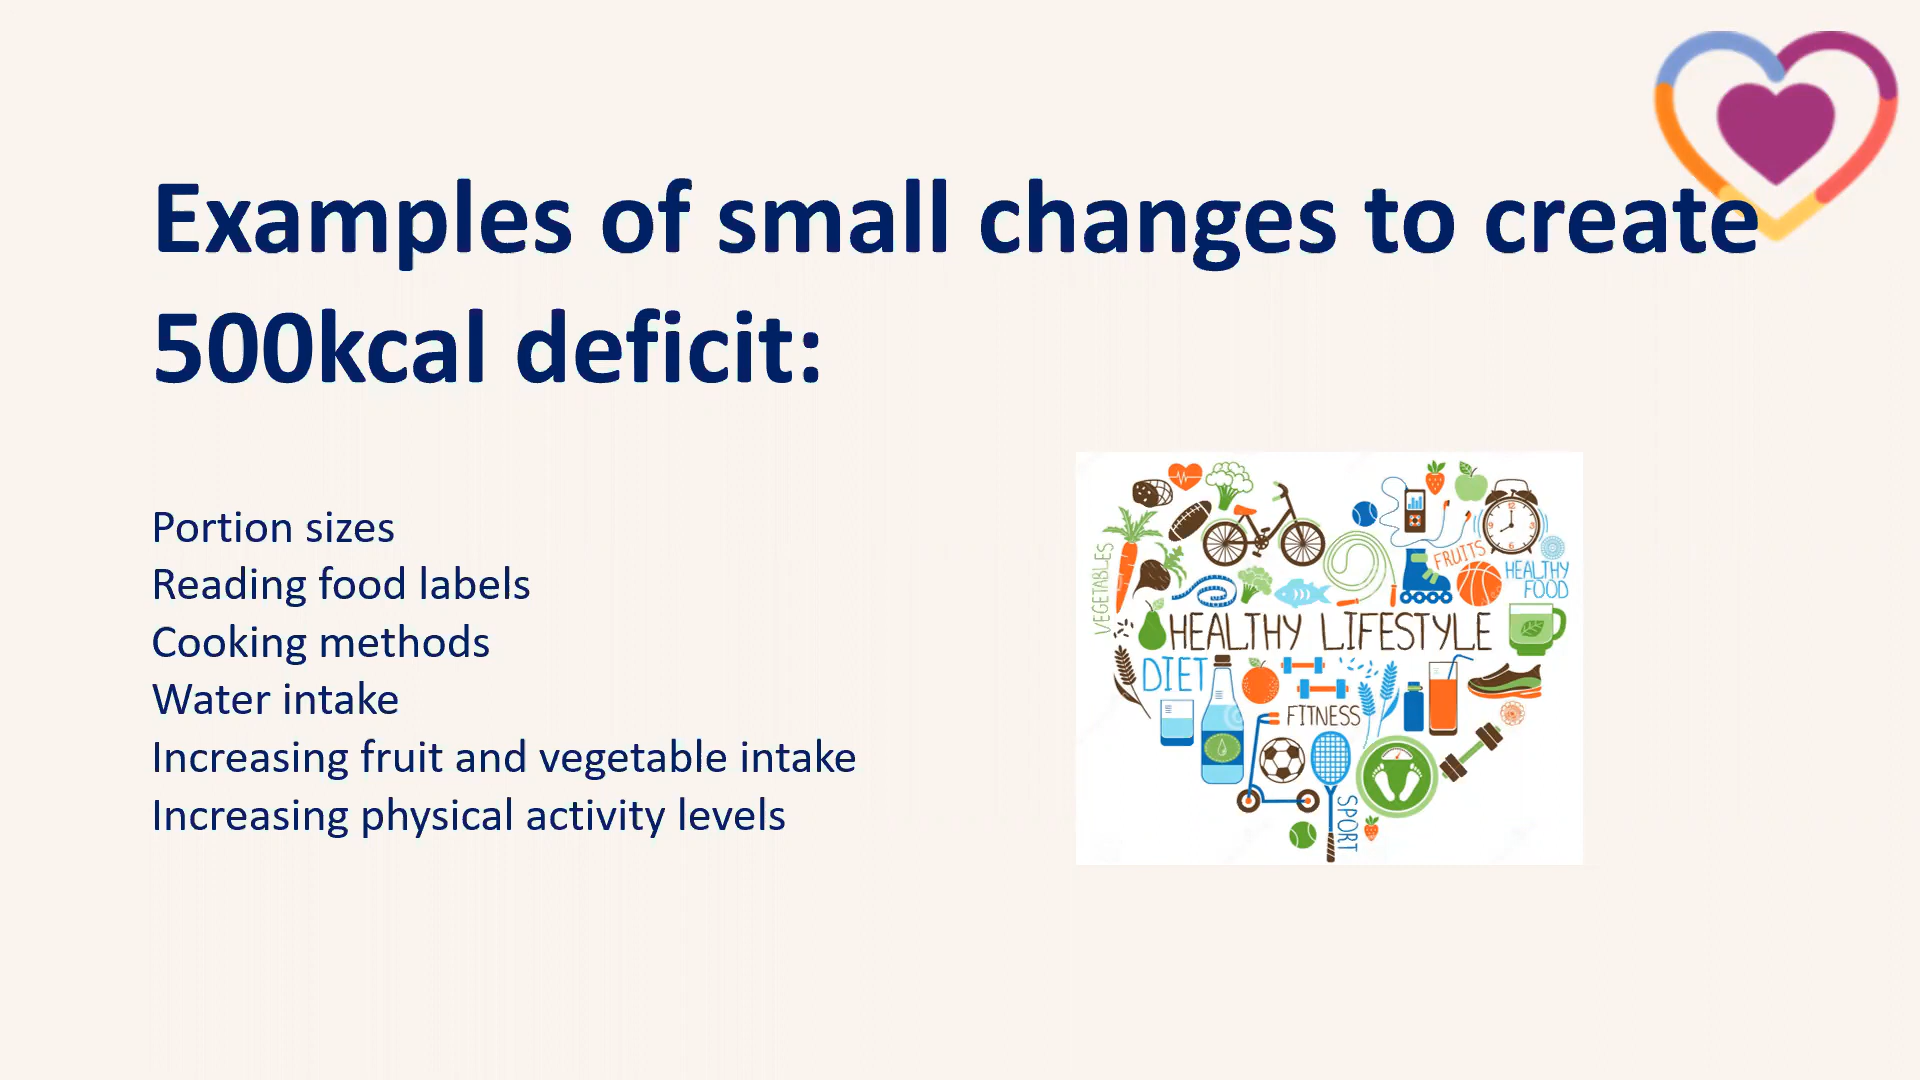 Examples of small changes to create
500kcal deficit:
Portion sizes
Reading food labels
Cooking methods
Water intake
Increasing fruit and vegetable intake
Increasing physical activity levels
VEGETABLES
FRUITS
HEALTHY
FOOD
HEALTHY LIFESTYLE
DIET
FITNESS
SPORT